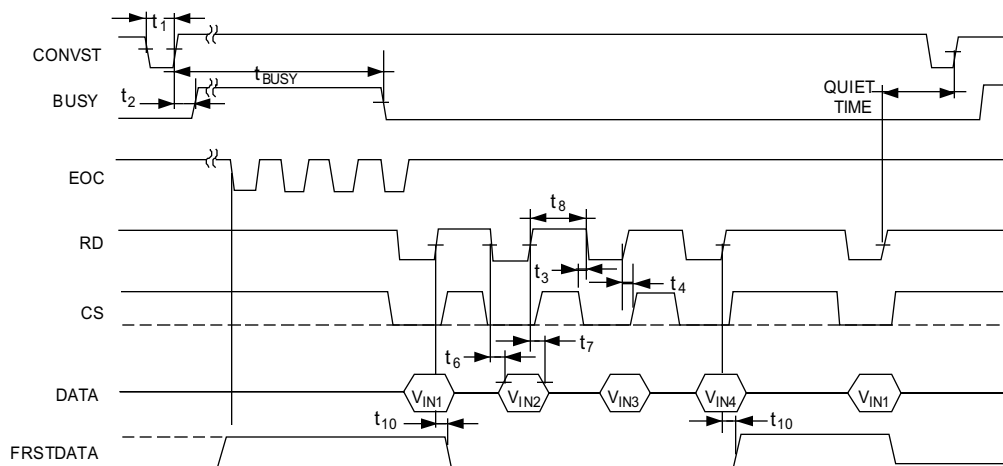 t1
CONVST
tBUSY
t2
BUSY
QUIET
TIME
EOC
t8
RD
t3
t4
CS
t7
t6
DATA
VIN1
VIN2
VIN3
VIN4
VIN1
t10
t10
FRSTDATA